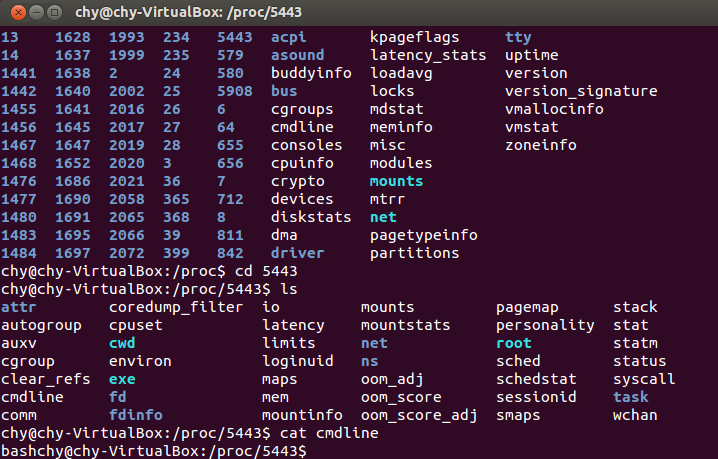 chy@chy-VirtualBox: /proc/5443
13 1628 1993 234 5443 acpi kpageflags tty
14 1637 1999 235 579 asound latency_stats uptime
1441 1638 2 24 580 buddyinfo loadavg version
1442 1640 2002 25 5908 bus locks version_signature
1455 1641 2016 26 6 cgroups mdstat vmallocinfo
1456 1645 2017 27 64 cmdline meminfo vmstat
1467 1647 2019 28 655 consoles misc zoneinfo
1468 1652 2020 3 656 cpuinfo modules
1476 1686 2021 36 7 crypto mounts
1477 1690 2058 365 712 devices mtrr
1480 1691 2065 368 8 diskstats net
1483 1695 2066 39 811 dma pagetypeinfo
1484 1697 2072 399 842 driver partitions
chy@chy-VirtualBox:/proc$ cd 5443
chy@chy-VirtualBox:/proc/5443$ ls
attr coredump_filter io mounts pagemap stack
autogroup cpuset latency mountstats personality stat
auxv cwd limits net root statm
cgroup environ loginuid ns sched status
clear_refs exe maps oom_adj schedstat syscall
cmdline fd mem oom_score sessionid task
comm fdinfo mountinfo oom_score_adj smaps wchan
chy@chy-VirtualBox:/proc/5443$ cat cmdline
bashchy@chy-VirtualBox:/proc/5443$